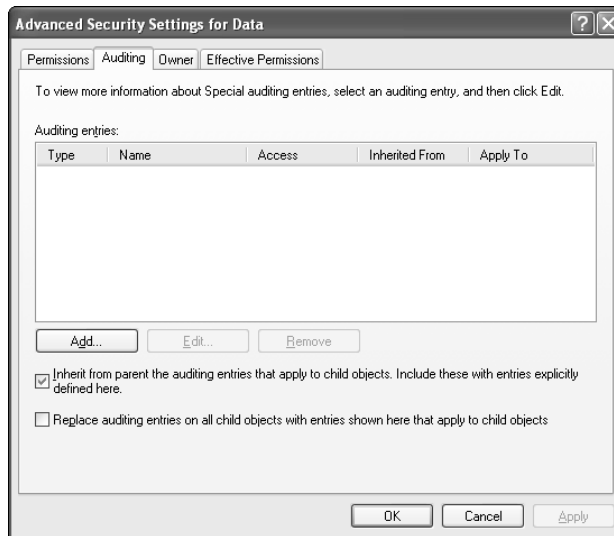 Advanced Security Settings for Data
Permissions Auditing Owner Effective Permissions
To view more information about Special auditing entries, select an auditing entry, and then click Edit.
Auditing entries:
Type Name Access Inherited From Apply To
Add... Edit... Remove
Inherit from parent the auditing entries that apply to child objects. Include these with entries explicitly
defined here.
Replace auditing entries on all child objects with entries shown here that apply to child objects
OK Cancel Apply